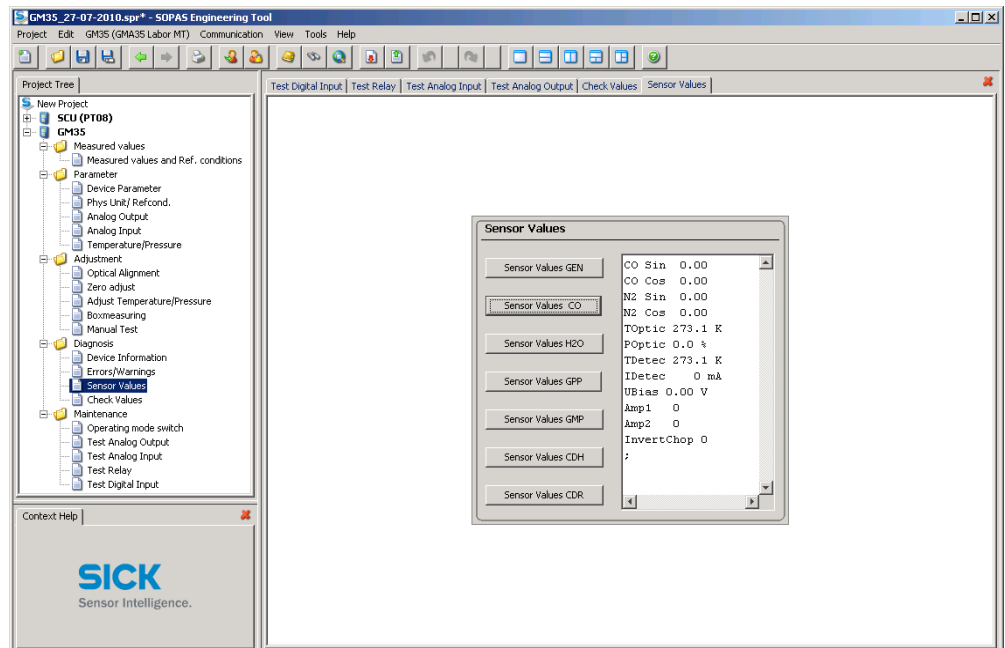 GM35_27-07-2010.spr* - SOPAS Engineering Tool
Project Edit GM35 (GMA35 Labor MT) Communication View Tools Help
Project Tree
New Project
SCU (PT08)
GM35
Measured values
Measured values and Ref. conditions
Parameter
Device Parameter
Phys Unit/ Refcond.
Analog Output
Analog Input
Temperature/Pressure
Adjustment
Optical Alignment
Zero adjust
Adjust Temperature/Pressure
Boxmeasuring
Manual Test
Diagnosis
Device Information
Errors/Warnings
Sensor Values
Check Values
Maintenance
Operating mode switch
Test Analog Output
Test Analog Input
Test Relay
Test Digital Input
Context Help
SICK
Sensor Intelligence.
Test Digital Input Test Relay Test Analog Input Test Analog Output Check Values Sensor Values
Sensor Values
Sensor Values GEN
Sensor Values CO
Sensor Values H2O
Sensor Values GPP
Sensor Values GMP
Sensor Values CDH
Sensor Values CDR
CO Sin 0.00
CO Cos 0.00
N2 Sin 0.00
N2 Cos 0.00
TOptic 273.1 K
POptic 0.0 %
TDetec 273.1 K
IDetec 0 mA
UBias 0.00 V
Amp1 0
Amp2 0
InvertChop 0
;